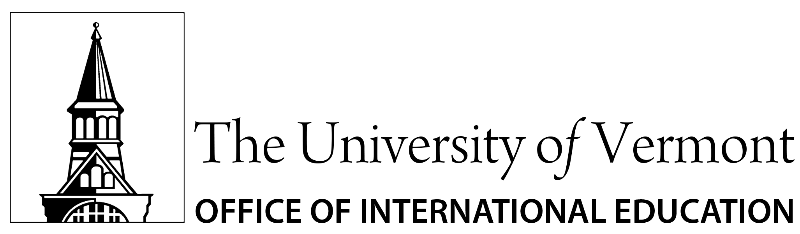 The University of Vermont
OFFICE OF INTERNATIONAL EDUCATION